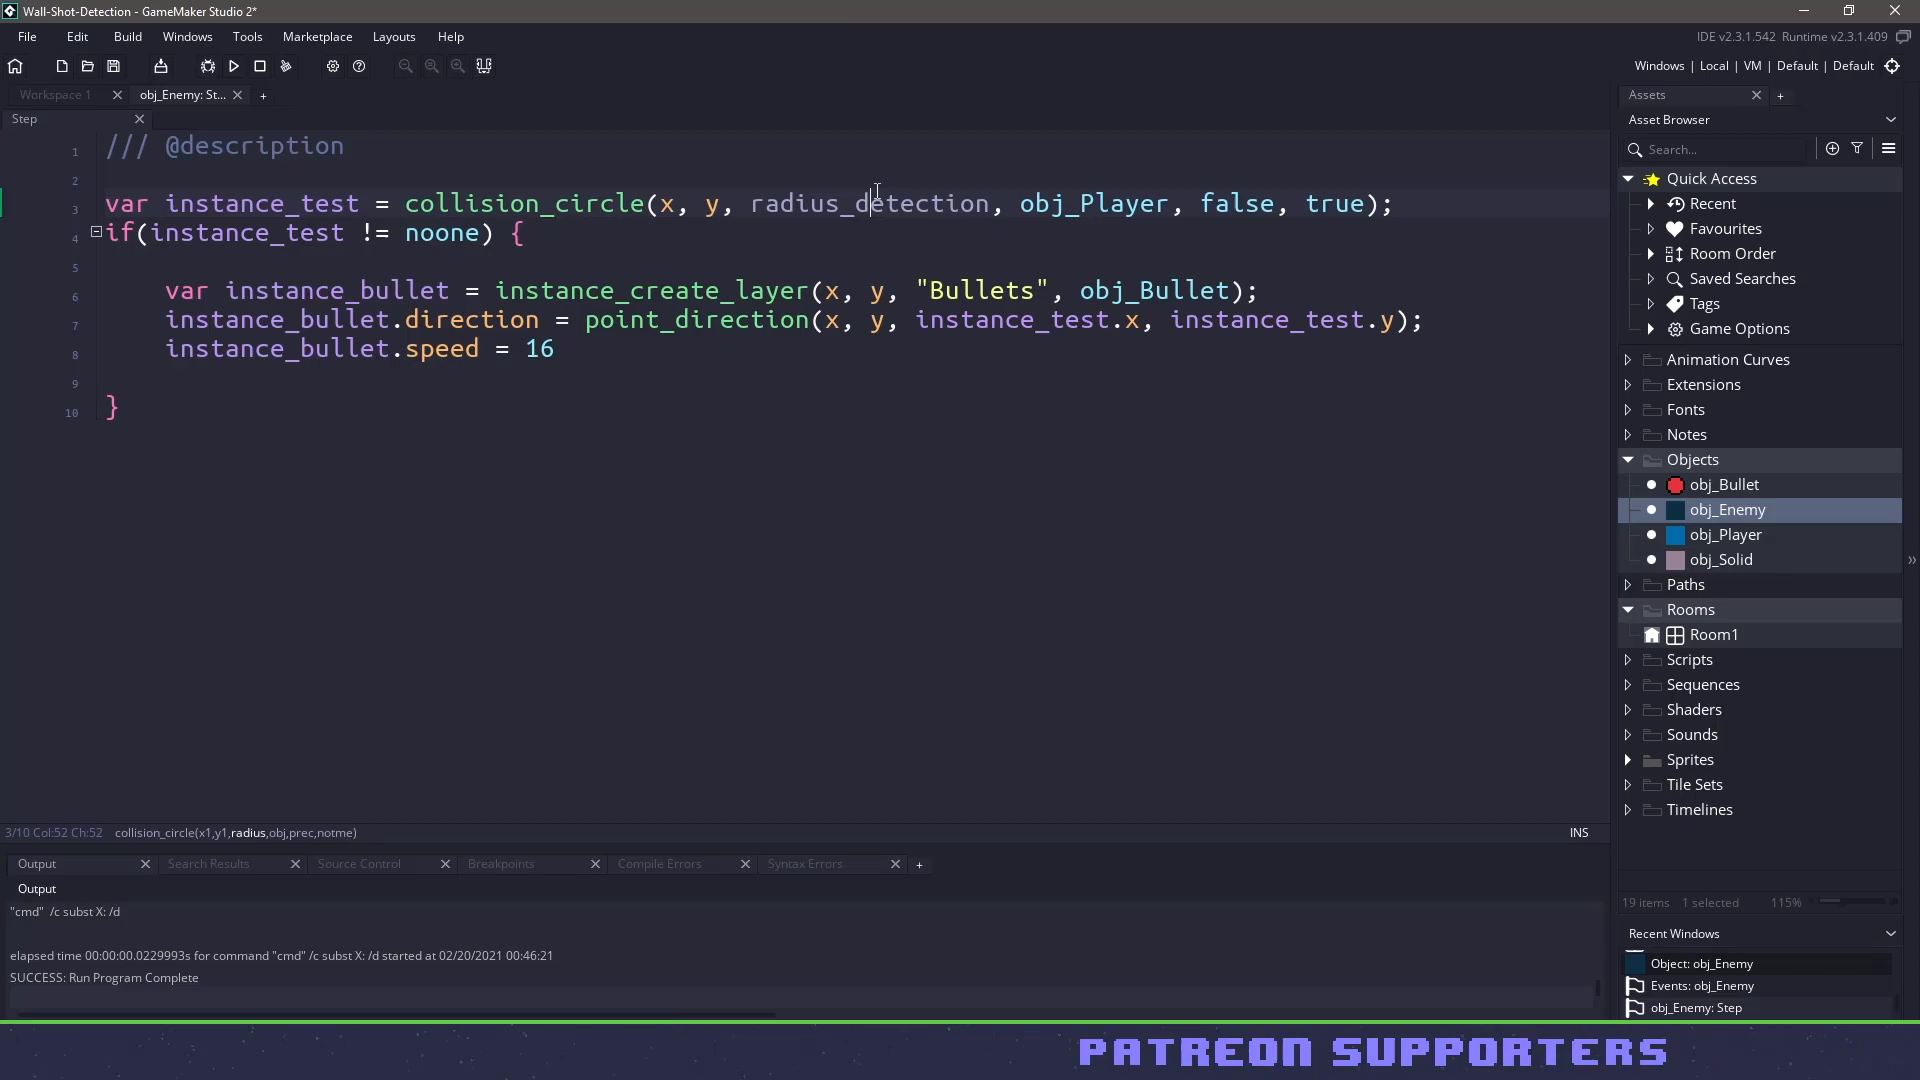 Wall-Shot-Detection - GameMaker Studio 2*
File Edit Build Windows Tools Marketplace Layouts Help
IDE v2.3.1.542 Runtime v2.3.1.409
Windows | Local | VM | Default | Default
Workspace 1
obj_Enemy: St...
Step
1 /// @description
2
3 var instance_test = collision_circle(x, y, radius_detection, obj_Player, false, true);
4 if(instance_test != noone) {
5
6 var instance_bullet = instance_create_layer(x, y, "Bullets", obj_Bullet);
7 instance_bullet.direction = point_direction(x, y, instance_test.x, instance_test.y);
8 instance_bullet.speed = 16
9
10 }
3/10 Col:52 Ch:52 collision_circle(x1,y1,radius,obj,prec,notme)
INS
Output Search Results Source Control Breakpoints Compile Errors Syntax Errors
Output
"cmd" /c subst X: /d
elapsed time 00:00:00.0229993s for command "cmd" /c subst X: /d started at 02/20/2021 00:46:21
SUCCESS: Run Program Complete
Assets
Asset Browser
Search...
Quick Access
Recent
Favourites
Room Order
Saved Searches
Tags
Game Options
Animation Curves
Extensions
Fonts
Notes
Objects
obj_Bullet
obj_Enemy
obj_Player
obj_Solid
Paths
Rooms
Room1
Scripts
Sequences
Shaders
Sounds
Sprites
Tile Sets
Timelines
19 items 1 selected 115%
Recent Windows
Object: obj_Enemy
Events: obj_Enemy
obj_Enemy: Step
PATREON SUPPORTERS